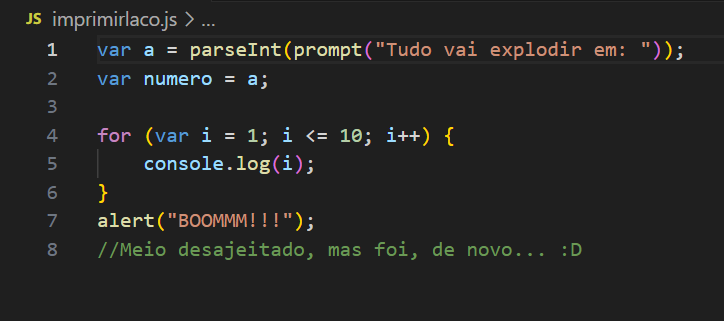 JS imprimirlaco.js > ...
1 var a = parseInt(prompt("Tudo vai explodir em: "));
2 var numero = a;
3
4 for (var i = 1; i <= 10; i++) {
5 console.log(i);
6 }
7 alert("BOOMMM!!!");
8 //Meio desajeitado, mas foi, de novo... :D